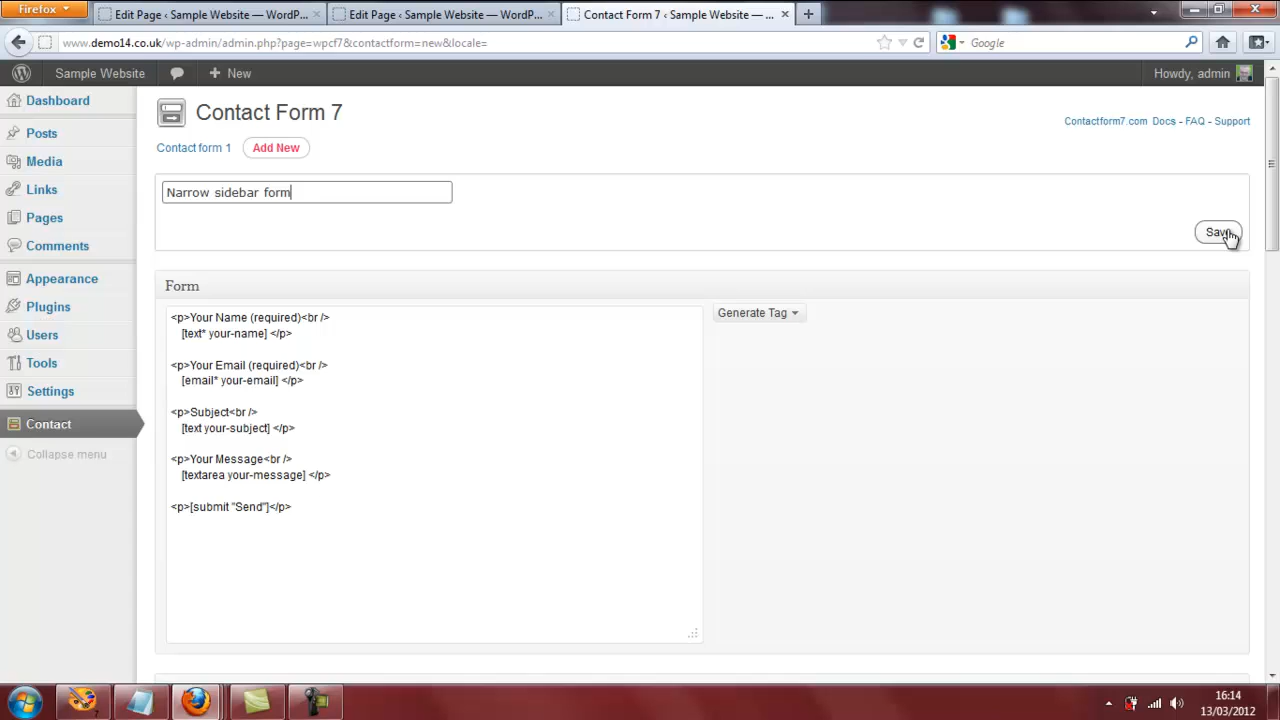 Firefox
Edit Page ‹ Sample Website — WordP...
Edit Page ‹ Sample Website — WordP...
Contact Form 7 ‹ Sample Website — ...
www.demo14.co.uk/wp-admin/admin.php?page=wpcf7&contactform=new&locale=
Google
Sample Website
New
Howdy, admin
Dashboard
Posts
Media
Links
Pages
Comments
Appearance
Plugins
Users
Tools
Settings
Contact
Collapse menu
Contact Form 7
Contactform7.com Docs - FAQ - Support
Contact form 1
Add New
Narrow sidebar form
Save
Form
<p>Your Name (required)<br />
[text* your-name] </p>
<p>Your Email (required)<br />
[email* your-email] </p>
<p>Subject<br />
[text your-subject] </p>
<p>Your Message<br />
[textarea your-message] </p>
<p>[submit "Send"]</p>
Generate Tag
16:14
13/03/2012